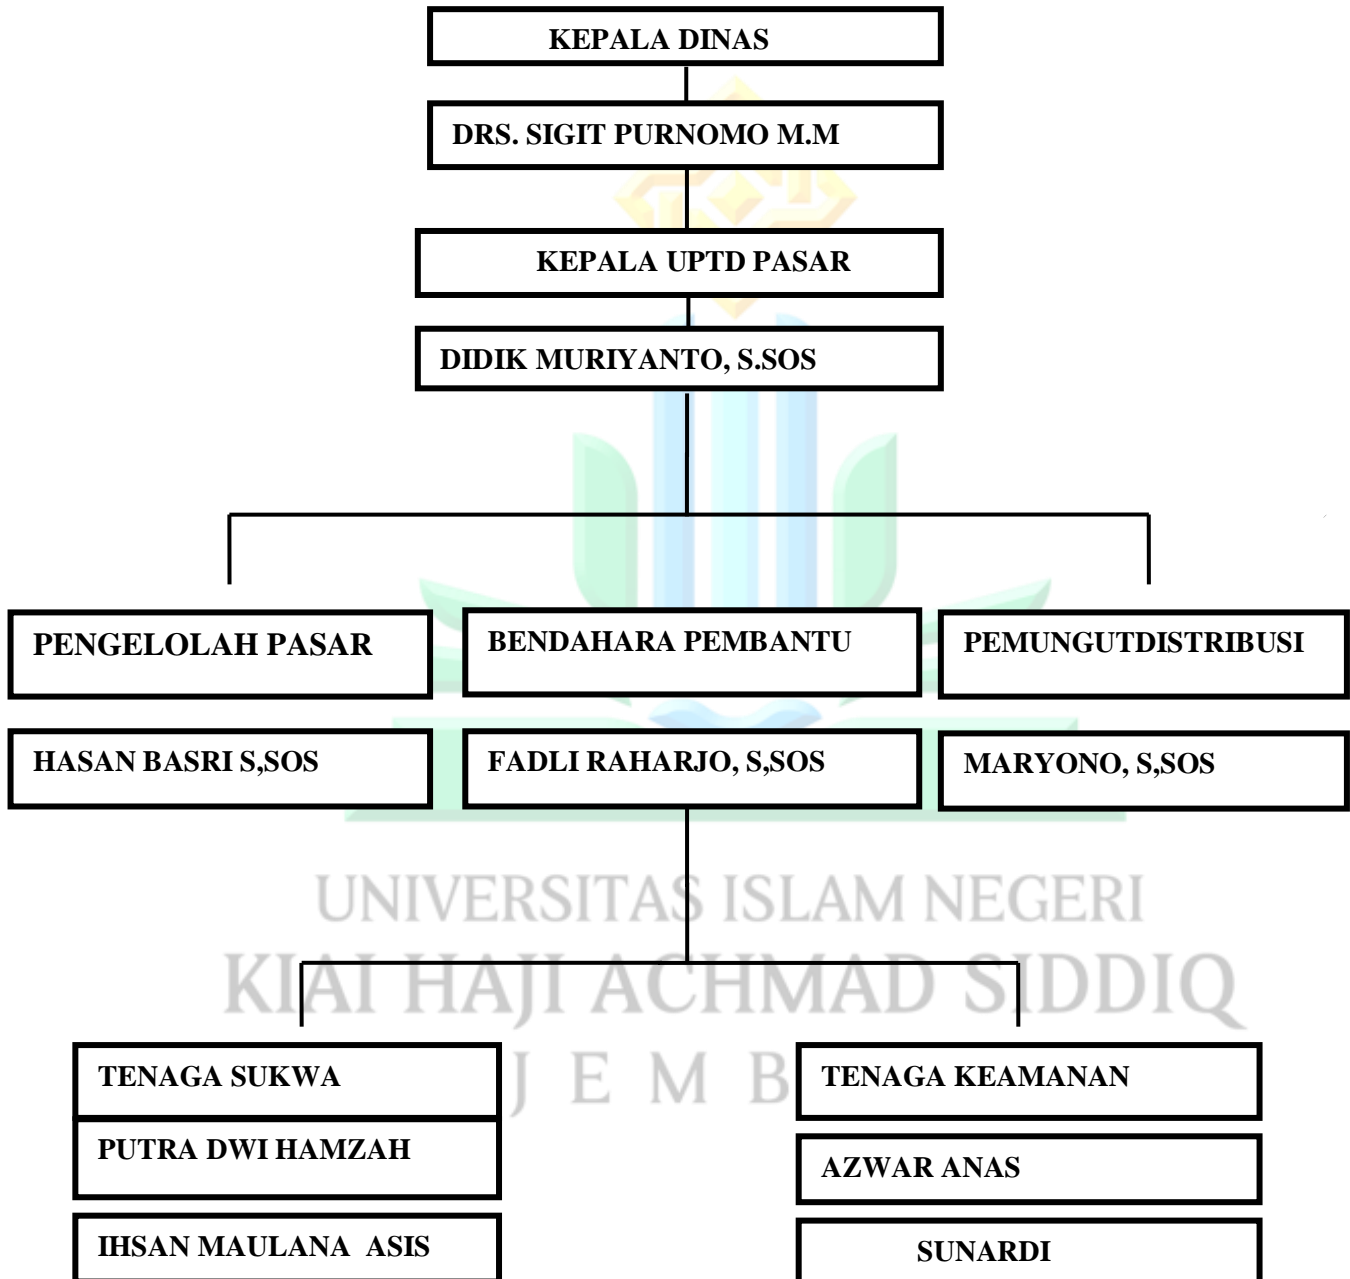 KEPALA DINAS
DRS. SIGIT PURNOMO M.M
KEPALA UPTD PASAR
DIDIK MURIYANTO, S.SOS
PENGELOLAH PASAR
BENDAHARA PEMBANTU
PEMUNGUTDISTRIBUSI
HASAN BASRI S,SOS
FADLI RAHARJO, S,SOS
MARYONO, S,SOS
UNIVERSITAS ISLAM NEGERI
KIAI HAJI ACHMAD SIDDIQ
J E M B
TENAGA SUKWA
TENAGA KEAMANAN
PUTRA DWI HAMZAH
AZWAR ANAS
IHSAN MAULANA  ASIS
SUNARDI